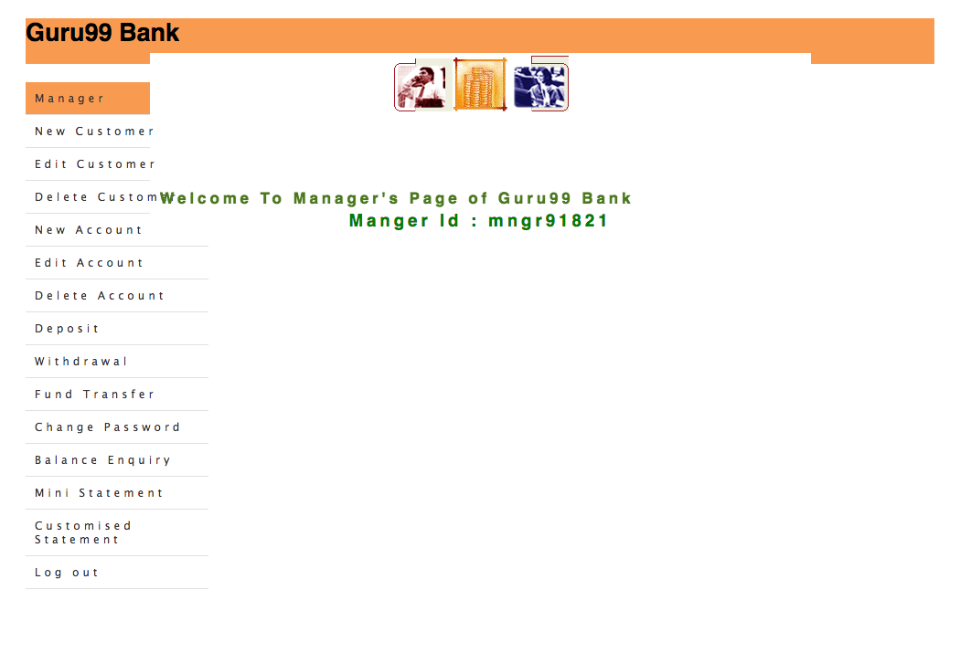 Guru99 Bank
Manager
New Customer
Edit Customer
Delete Customer
New Account
Edit Account
Delete Account
Deposit
Withdrawal
Fund Transfer
Change Password
Balance Enquiry
Mini Statement
Customised
Statement
Log out
Welcome To Manager's Page of Guru99 Bank
Manger Id : mngr91821